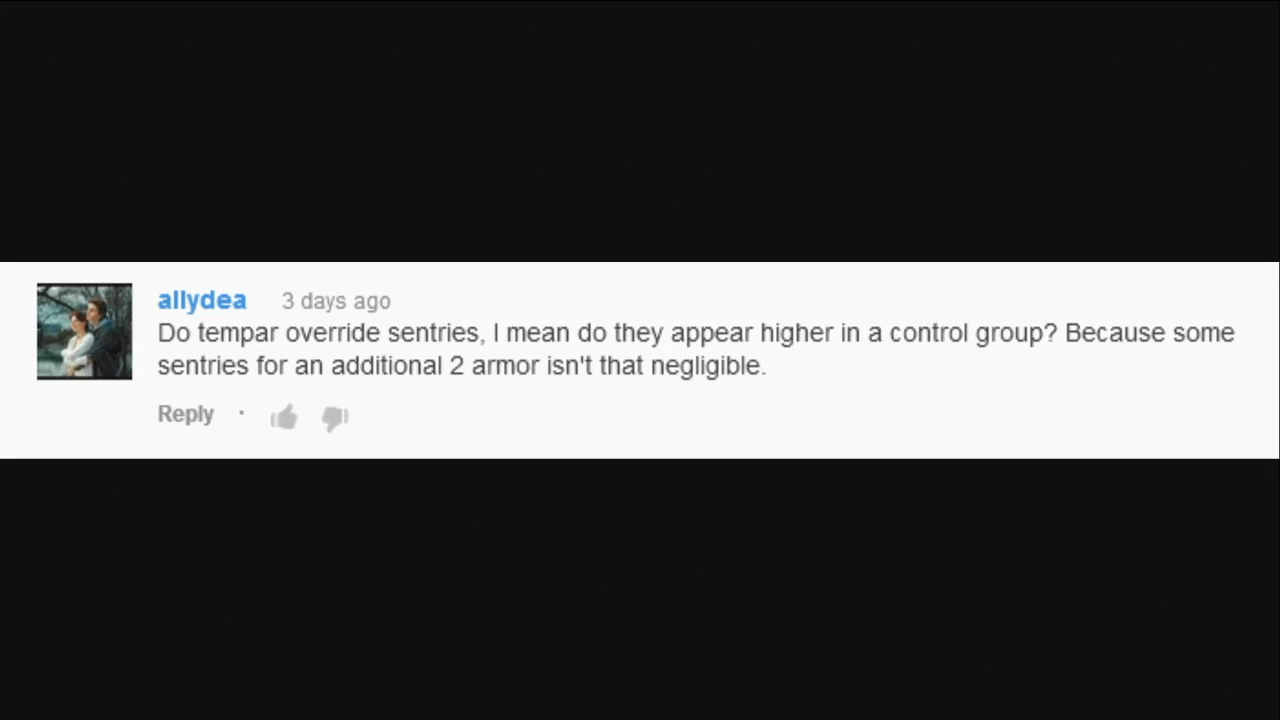 allydea 3 days ago
Do tempar override sentries, I mean do they appear higher in a control group? Because some
sentries for an additional 2 armor isn't that negligible.
Reply ·